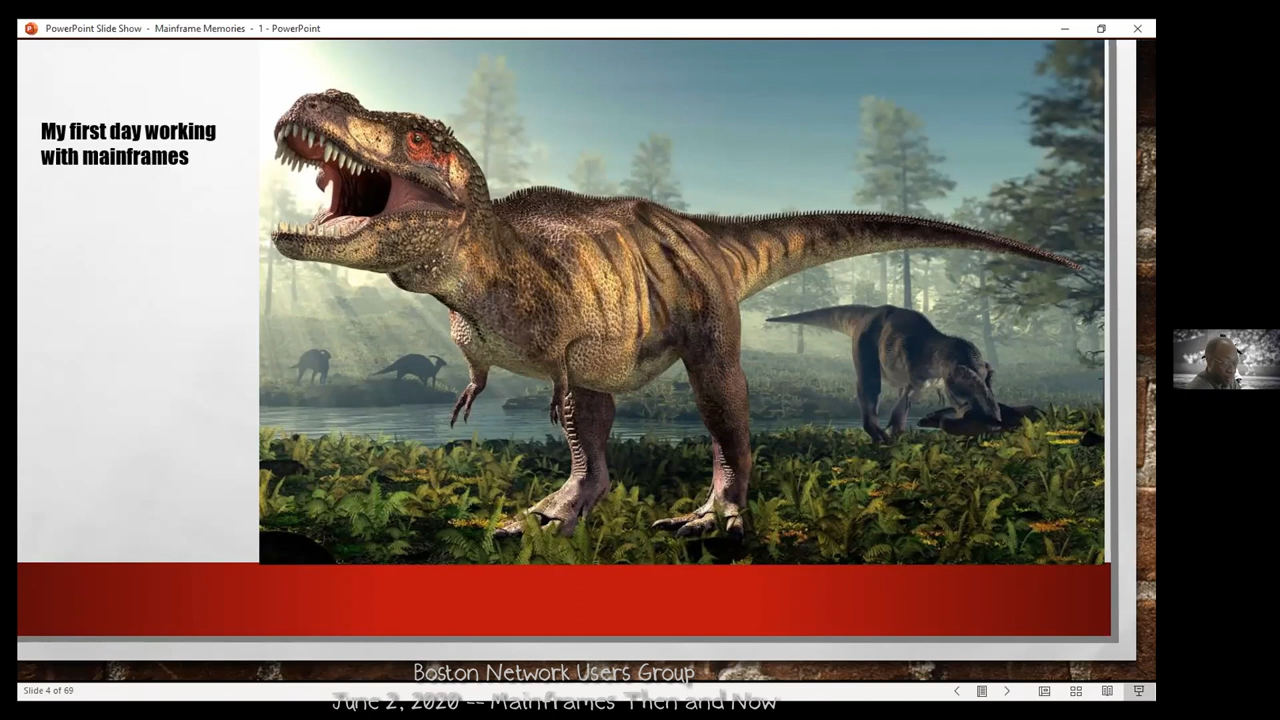 PowerPoint Slide Show - Mainframe Memories - 1 - PowerPoint
My first day working
with mainframes
Boston Network Users Group
Slide 4 of 69
June 2, 2020 -- Mainframes Then and Now